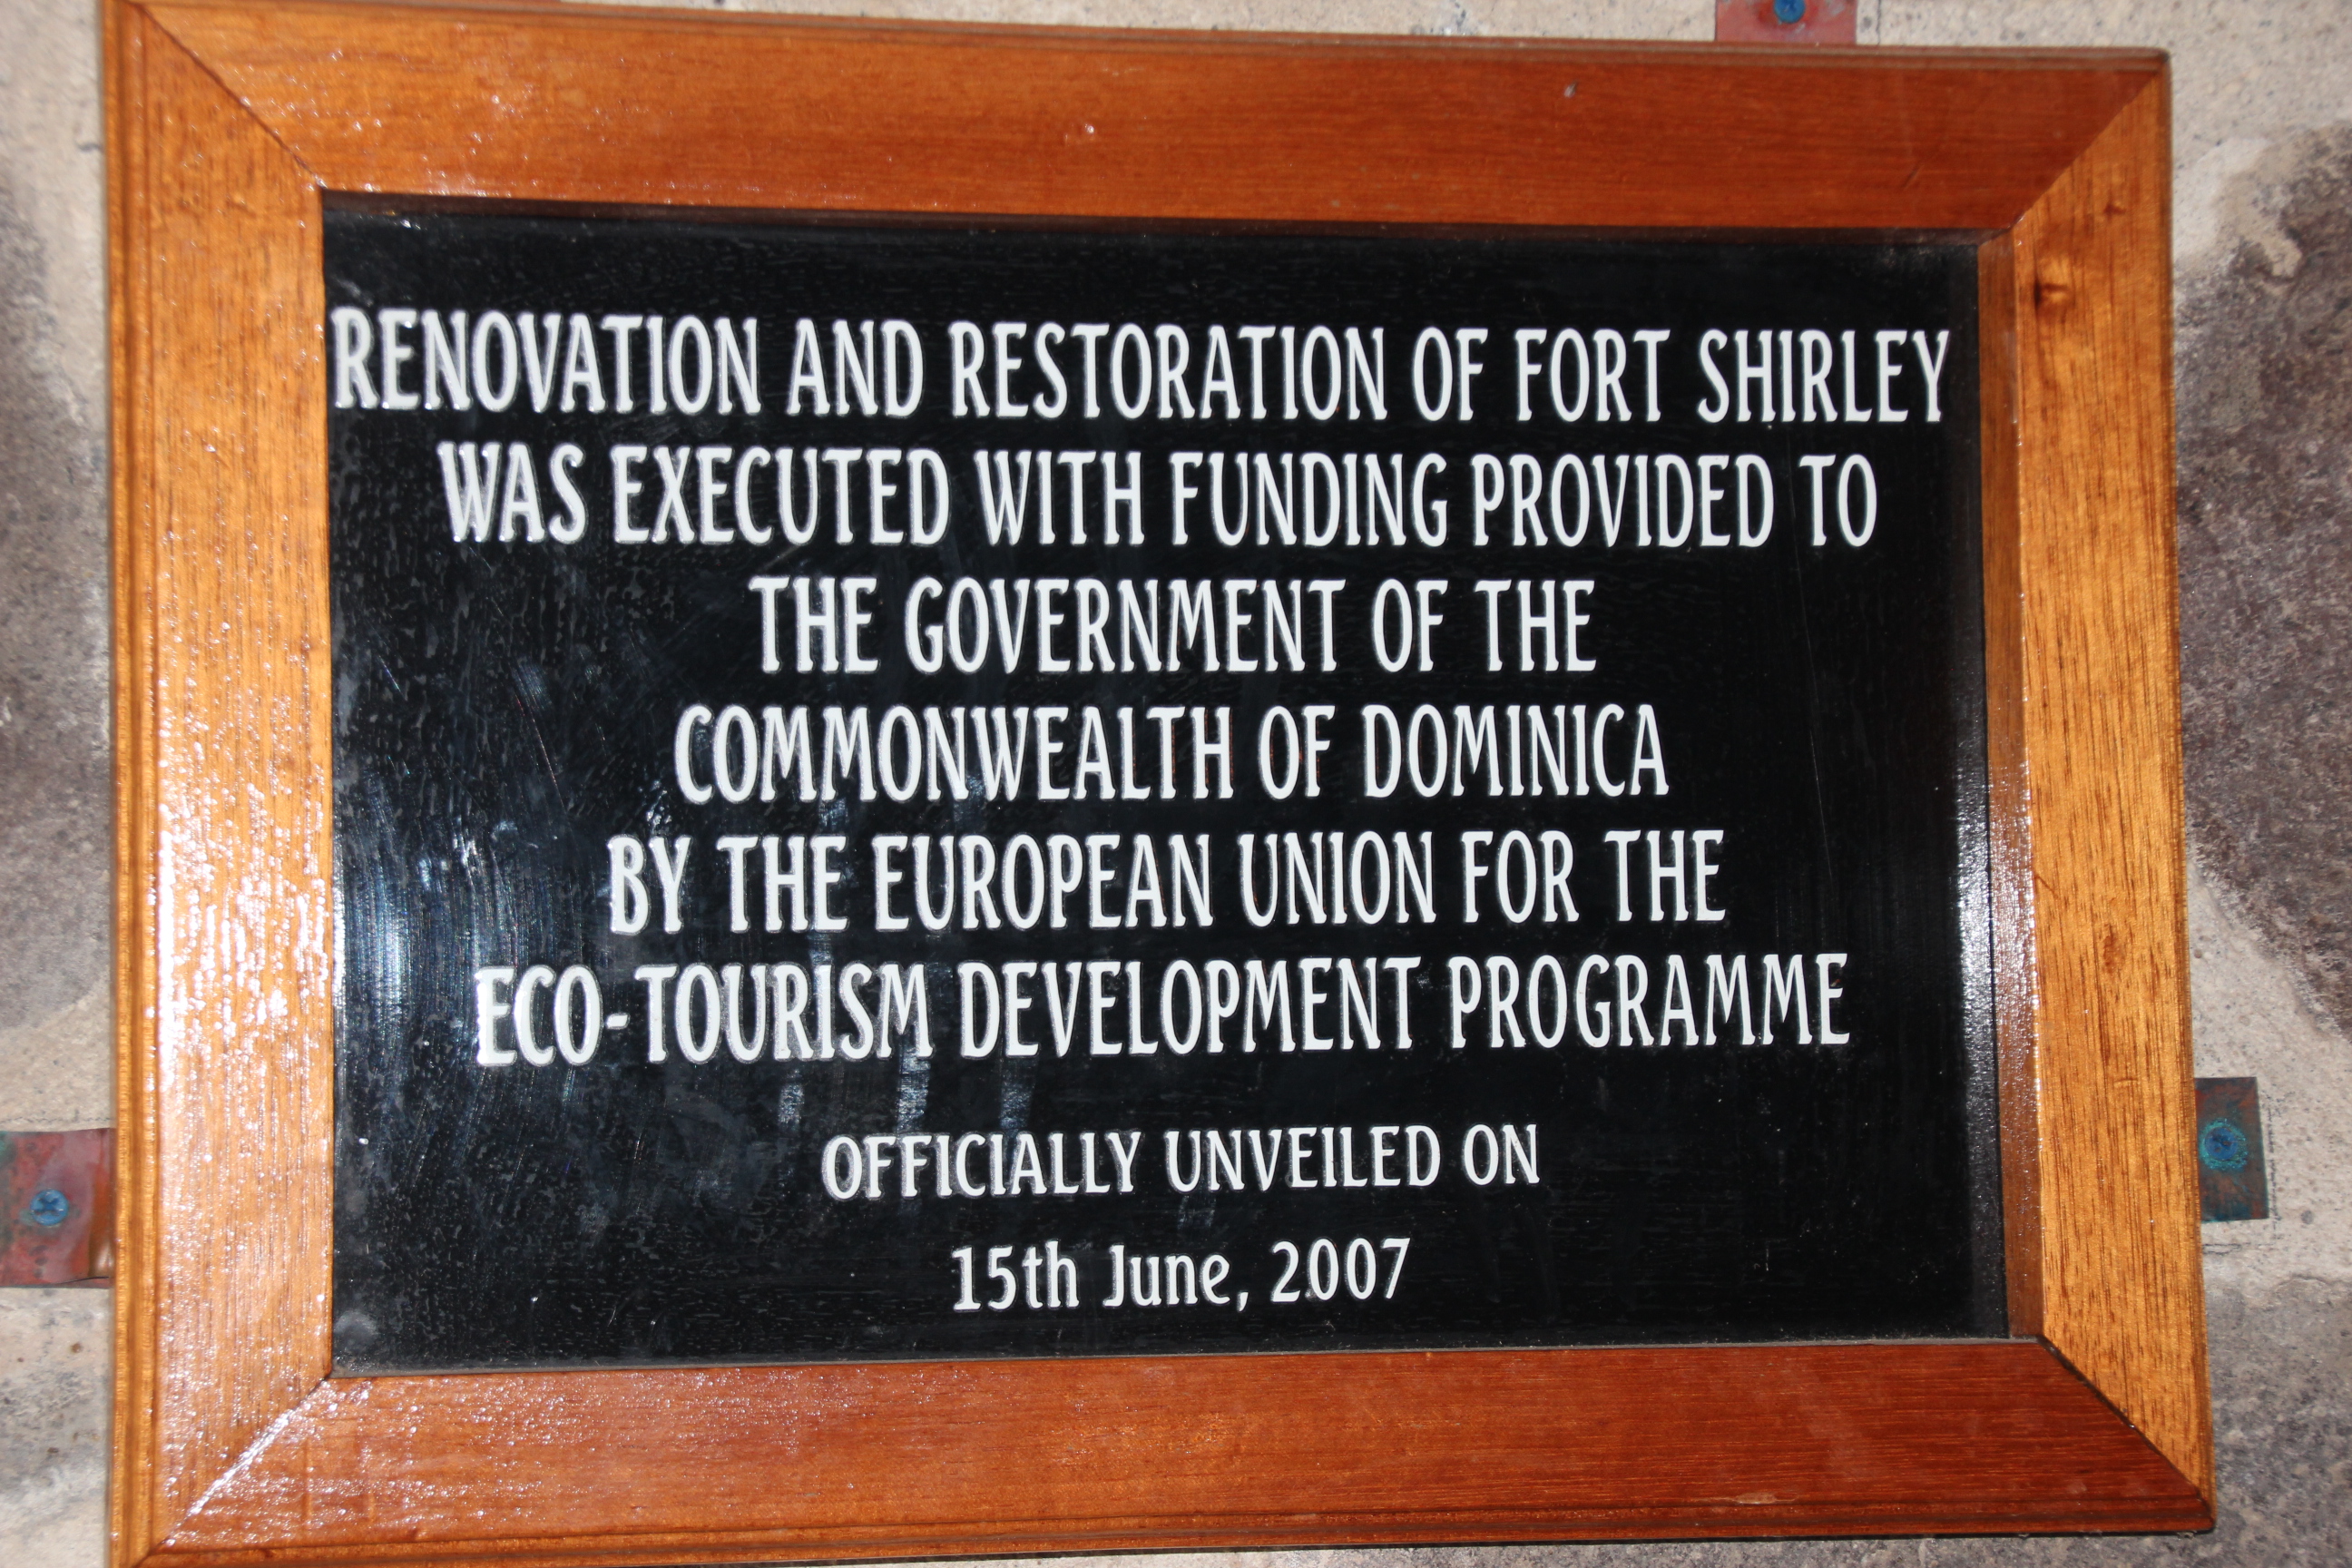 RENOVATION AND RESTORATION OF FORT SHIRLEY
WAS EXECUTED WITH FUNDING PROVIDED TO
THE GOVERNMENT OF THE
COMMONWEALTH OF DOMINICA
BY THE EUROPEAN UNION FOR THE
ECO-TOURISM DEVELOPMENT PROGRAMME
OFFICIALLY UNVEILED ON
15th June, 2007